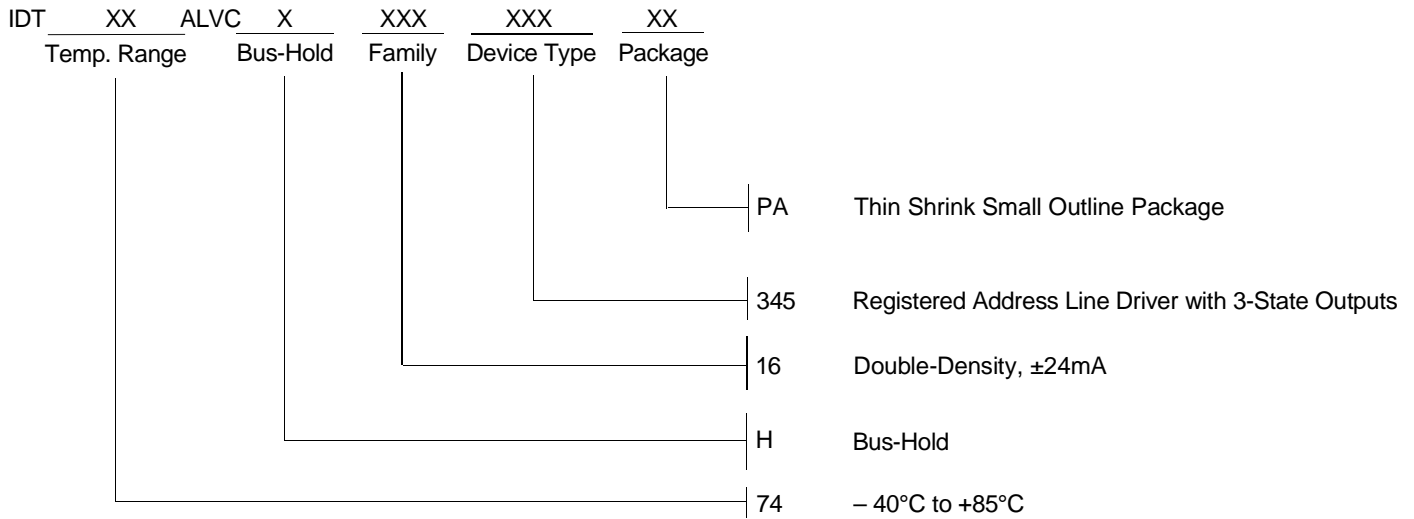 IDT XX ALVC X XXX XXX XX
Temp. Range Bus-Hold Family Device Type Package
PA Thin Shrink Small Outline Package
345 Registered Address Line Driver with 3-State Outputs
16 Double-Density, ±24mA
H Bus-Hold
74 – 40°C to +85°C